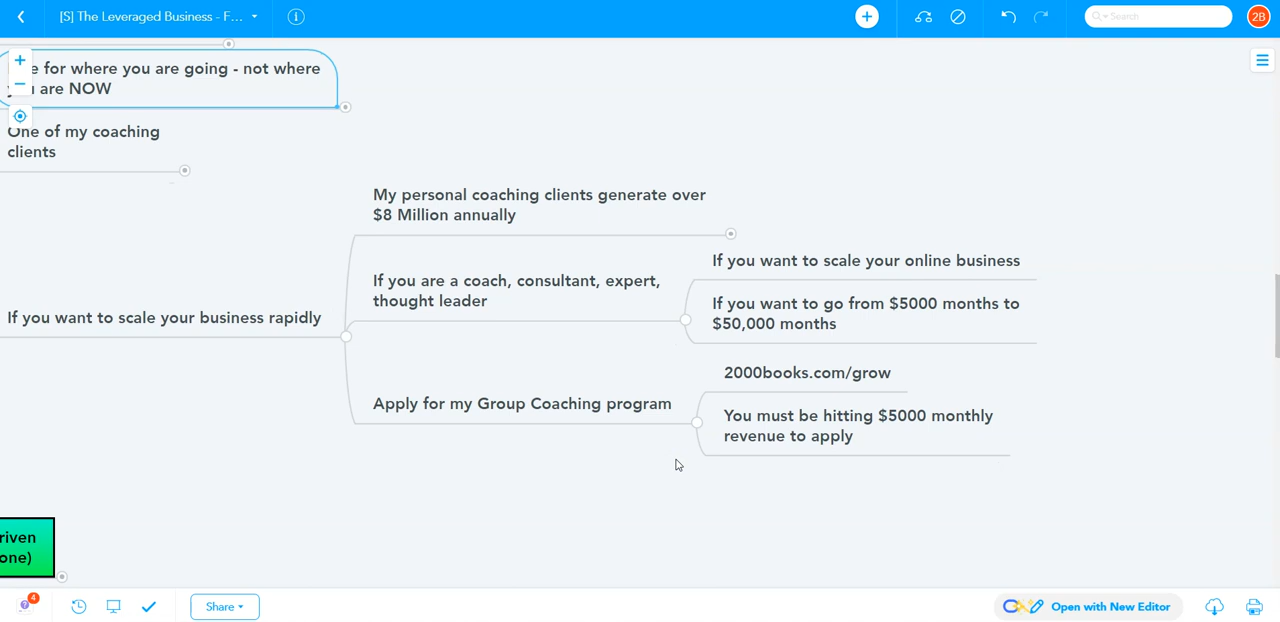 [S] The Leveraged Business - F...
Search
2B
e for where you are going - not where
are NOW
One of my coaching
clients
My personal coaching clients generate over
$8 Million annually
If you want to scale your online business
If you are a coach, consultant, expert,
thought leader
If you want to go from $5000 months to
$50,000 months
If you want to scale your business rapidly
2000books.com/grow
Apply for my Group Coaching program
You must be hitting $5000 monthly
revenue to apply
riven
one)
4
Share
Open with New Editor